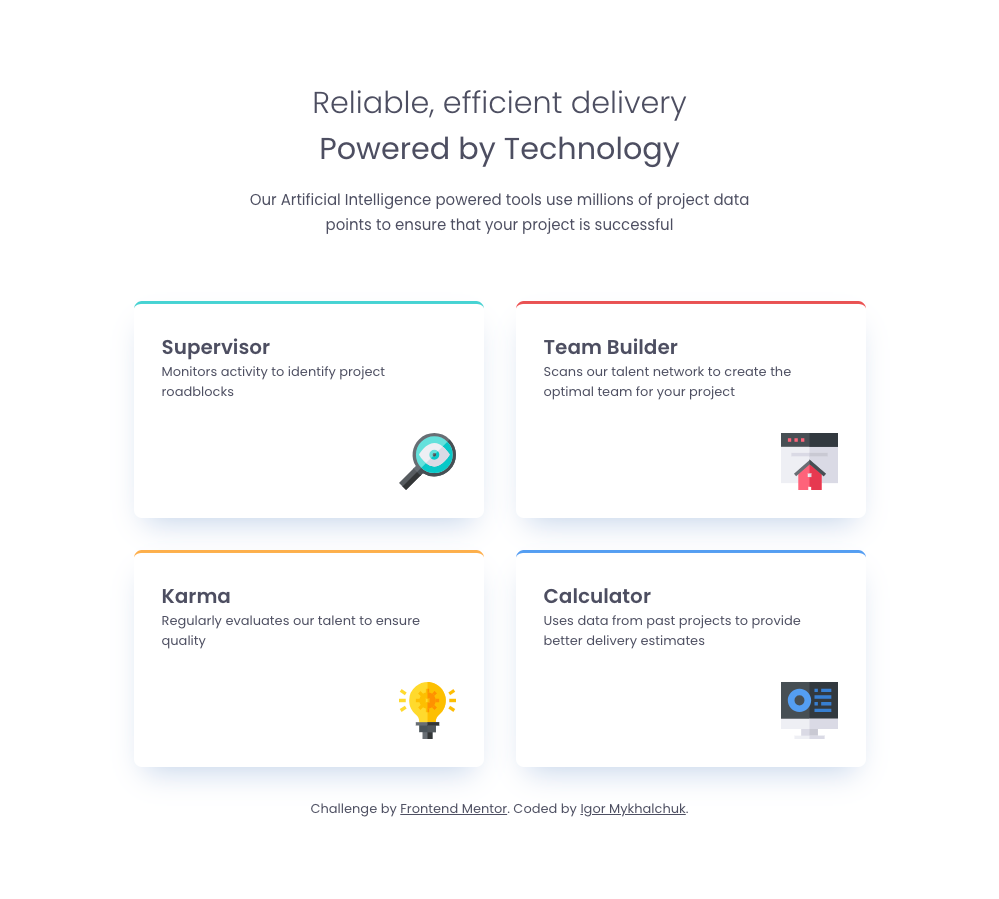 Reliable, efficient delivery
Powered by Technology
Our Artificial Intelligence powered tools use millions of project data
points to ensure that your project is successful
Supervisor
Monitors activity to identify project
roadblocks
Team Builder
Scans our talent network to create the
optimal team for your project
Karma
Regularly evaluates our talent to ensure
quality
Calculator
Uses data from past projects to provide
better delivery estimates
Challenge by Frontend Mentor. Coded by Igor Mykhalchuk.